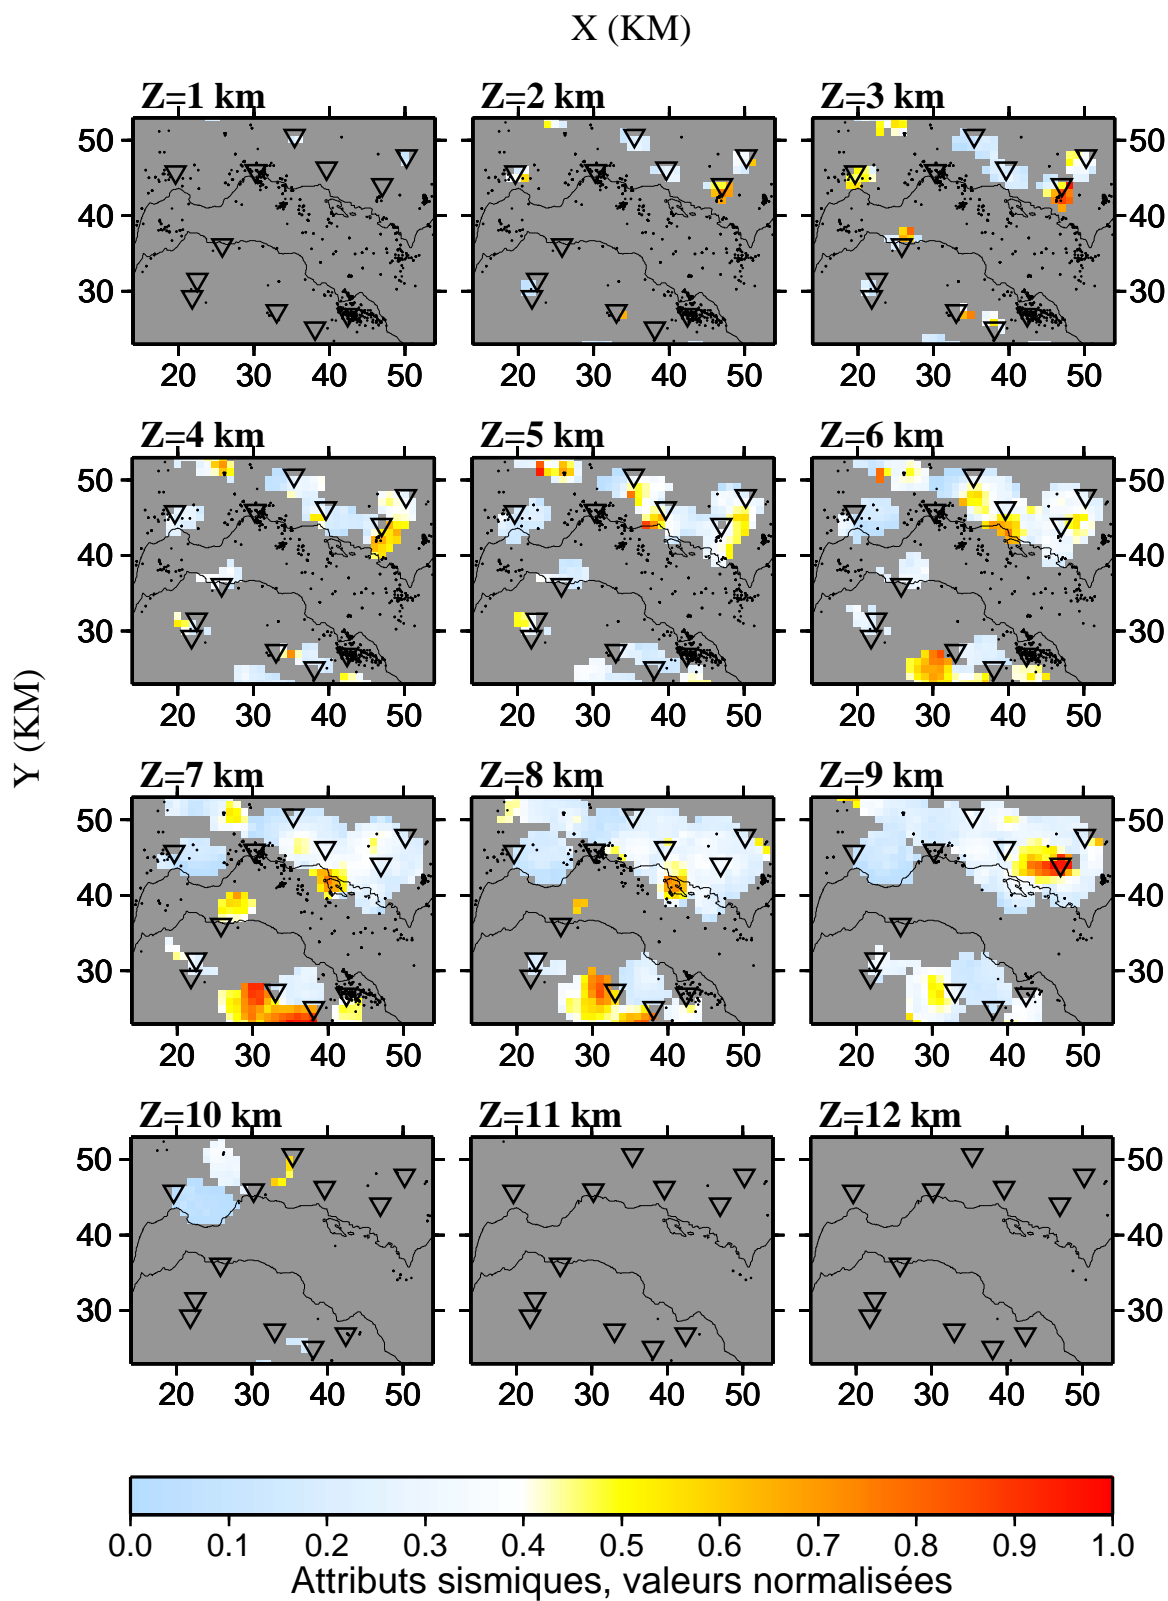 X (KM)
Z=1 km
Z=2 km
Z=3 km
50
40
30
50
40
30
20 30 40 50
20 30 40 50
20 30 40 50
Z=4 km
Z=5 km
Z=6 km
50
40
30
50
40
30
20 30 40 50
20 30 40 50
20 30 40 50
Y (KM)
Z=7 km
Z=8 km
Z=9 km
50
40
30
50
40
30
20 30 40 50
20 30 40 50
20 30 40 50
Z=10 km
Z=11 km
Z=12 km
50
40
30
50
40
30
20 30 40 50
20 30 40 50
20 30 40 50
0.0 0.1 0.2 0.3 0.4 0.5 0.6 0.7 0.8 0.9 1.0
Attributs sismiques, valeurs normalisées